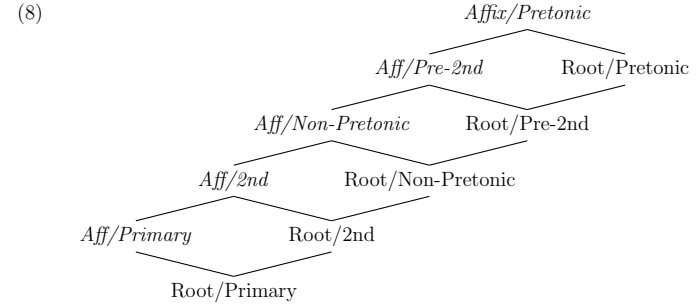 (8)
Affix/Pretonic
Aff/Pre-2nd Root/Pretonic
Aff/Non-Pretonic Root/Pre-2nd
Aff/2nd Root/Non-Pretonic
Aff/Primary Root/2nd
Root/Primary